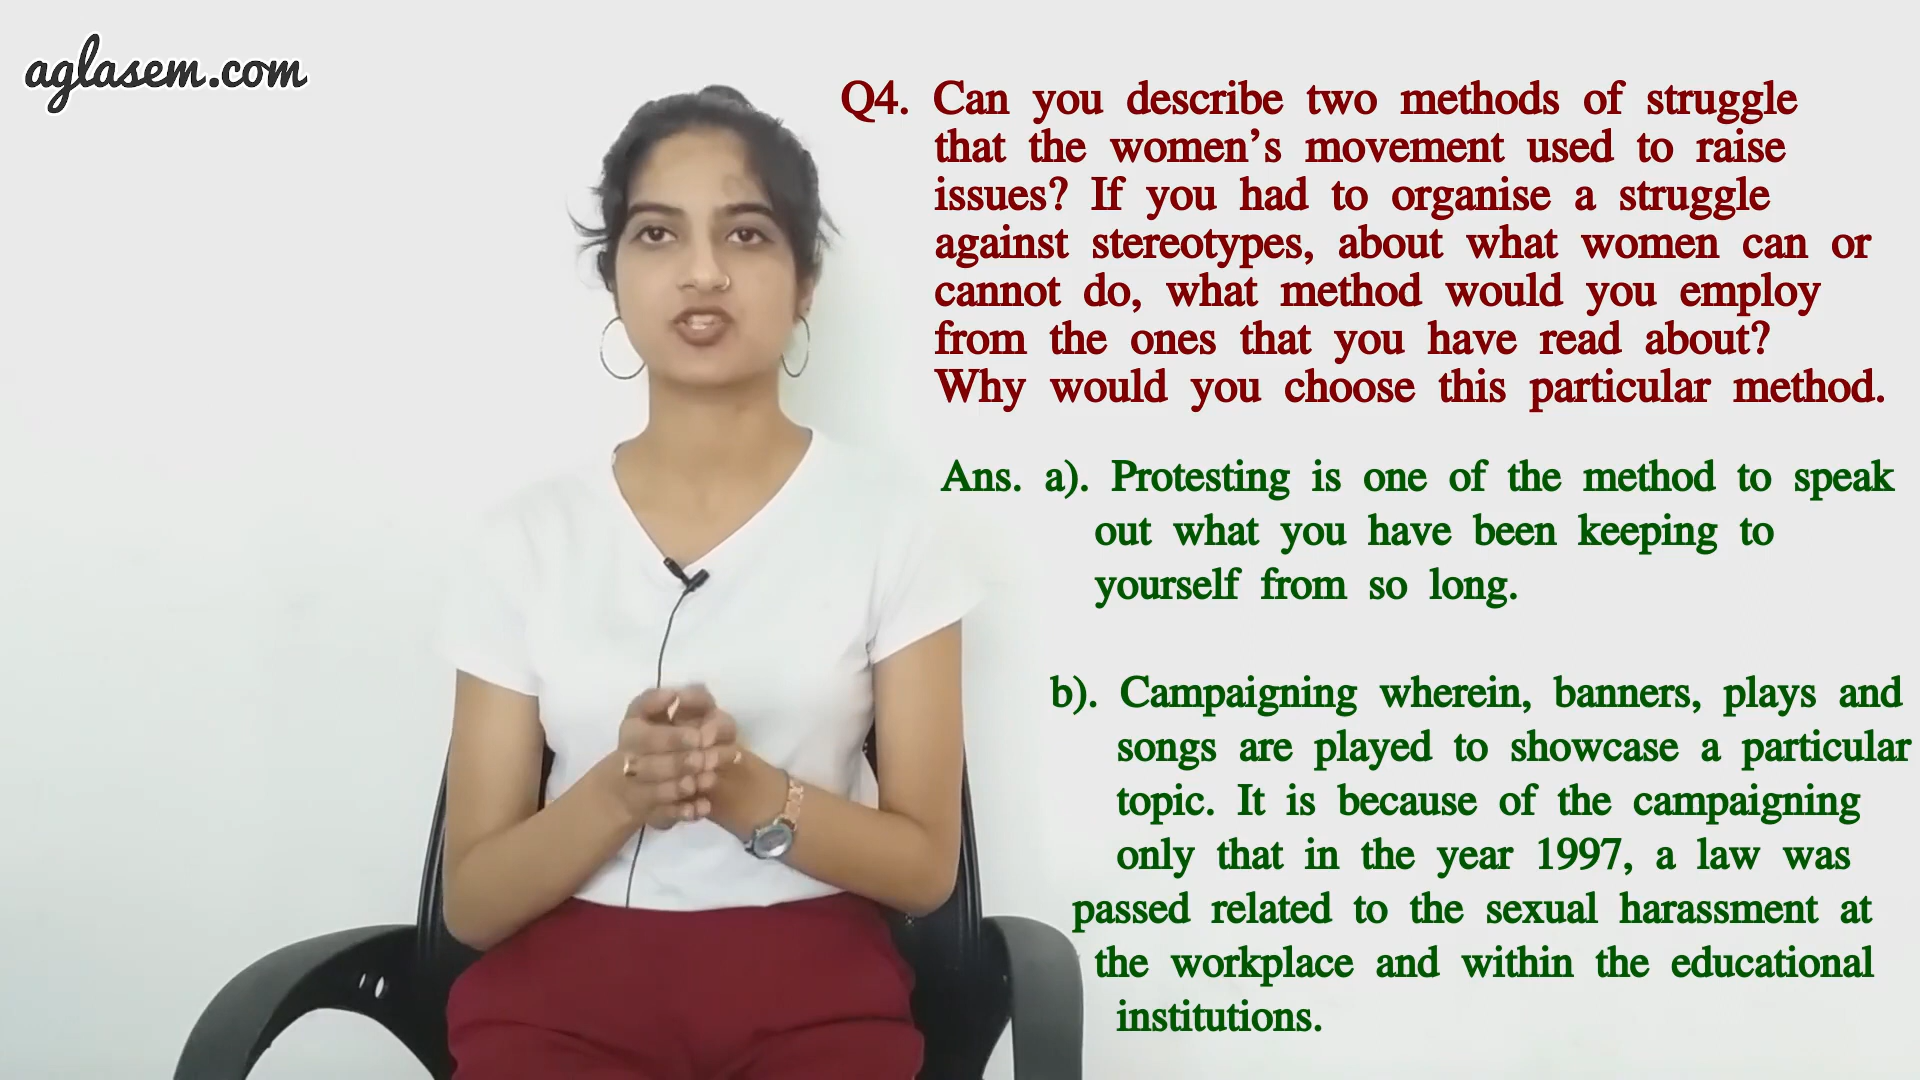 aglasem.com
Q4. Can you describe two methods of struggle
that the women's movement used to raise
issues? If you had to organise a struggle
against stereotypes, about what women can or
cannot do, what method would you employ
from the ones that you have read about?
Why would you choose this particular method.
Ans. a). Protesting is one of the method to speak
out what you have been keeping to
yourself from so long.
b). Campaigning wherein, banners, plays and
songs are played to showcase a particular
topic. It is because of the campaigning
only that in the year 1997, a law was
passed related to the sexual harassment at
the workplace and within the educational
institutions.